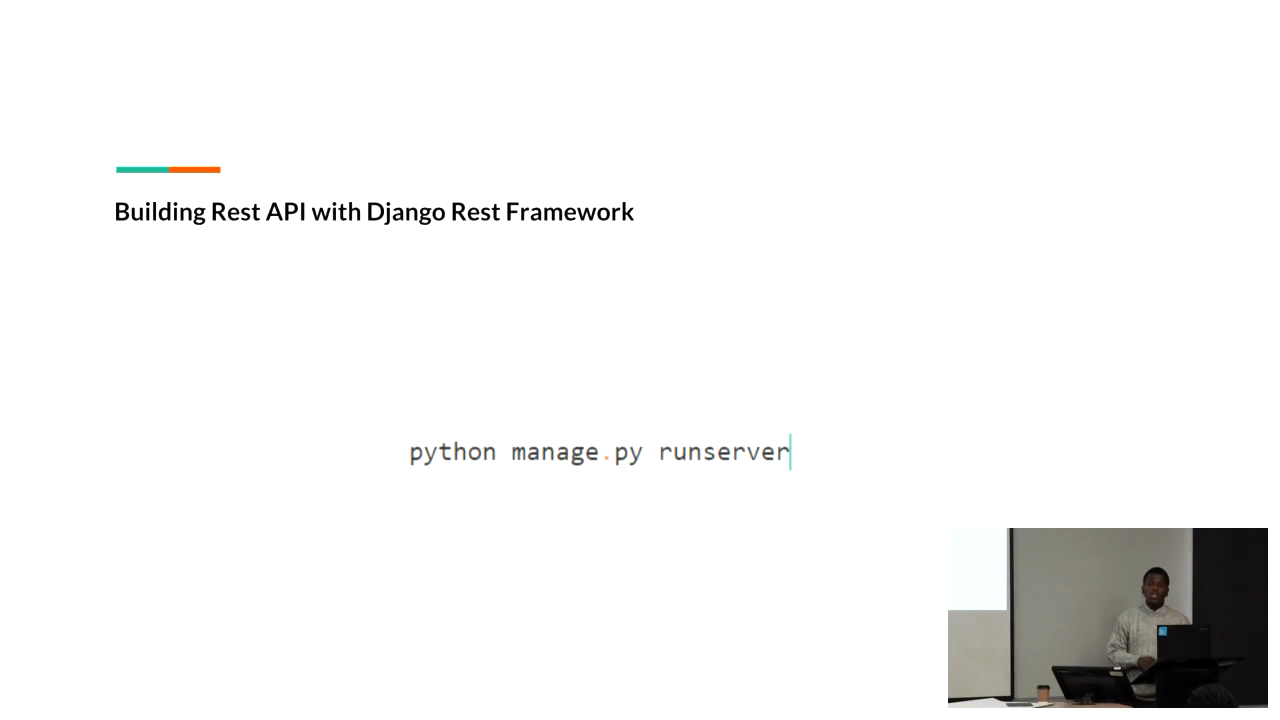 Building Rest API with Django Rest Framework
python manage.py runserver